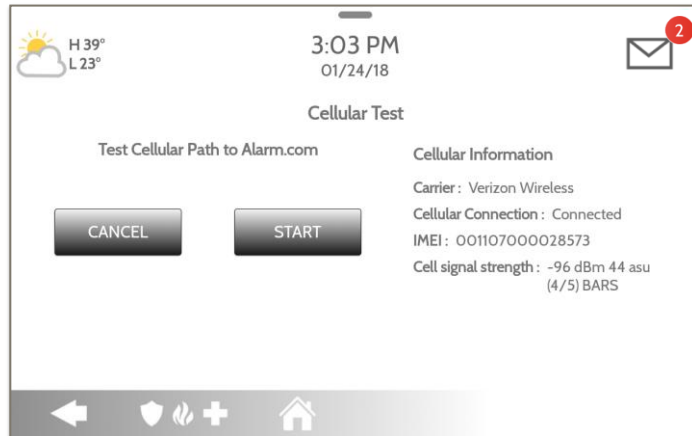 H 39°
L 23°
3:03 PM
01/24/18
2
Cellular Test
Test Cellular Path to Alarm.com
CANCEL
START
Cellular Information
Carrier : Verizon Wireless
Cellular Connection : Connected
IMEI : 001107000028573
Cell signal strength : -96 dBm 44 asu
(4/5) BARS